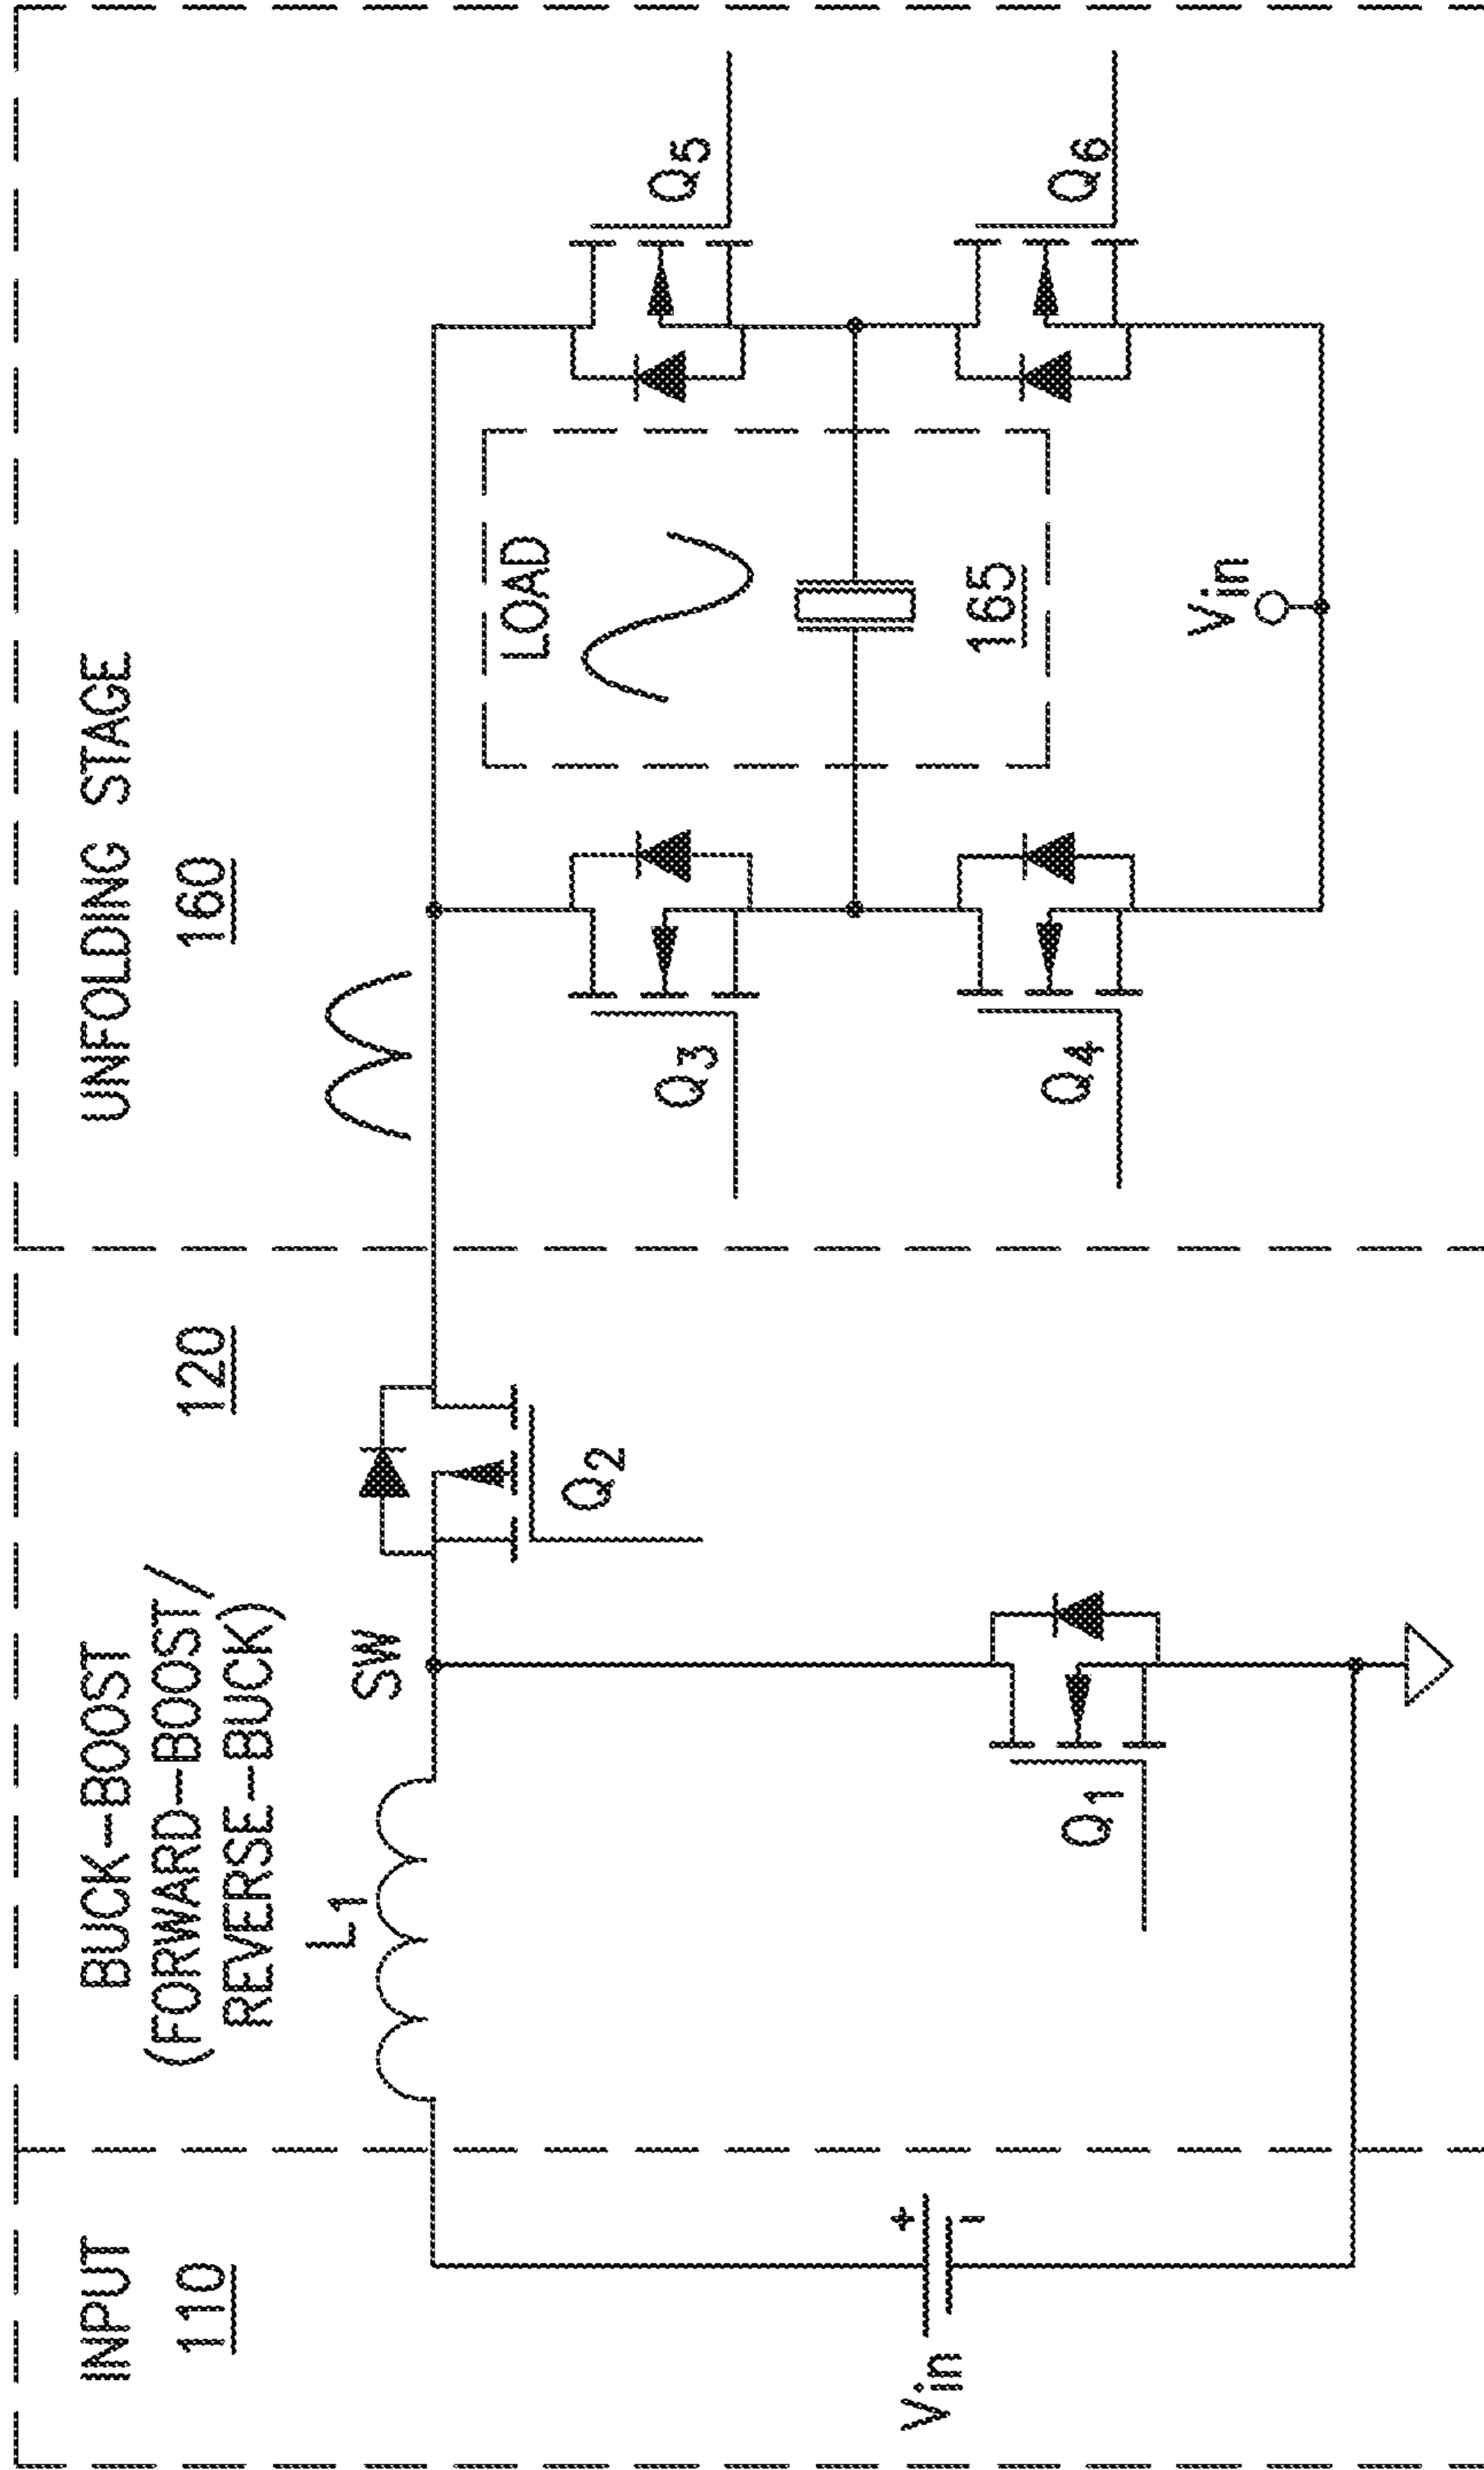 INPUT
110
BUCK-BOOST
(FORWARD-BOOST/
REVERSE-BUCK)
120
UNFOLDING STAGE
160
L1
SW
Q2
Q1
Vin
+
-
Q3
Q4
LOAD
165
Q5
Q6
Vin